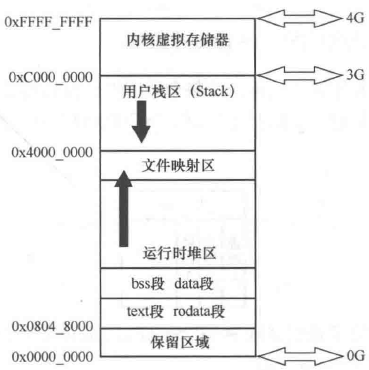 0xFFFF_FFFF
4G
内核虚拟存储器
0xC000_0000
3G
用户栈区（Stack）
0x4000_0000
文件映射区
运行时堆区
bss段 data段
text段 rodata段
0x0804_8000
保留区域
0x0000_0000
0G